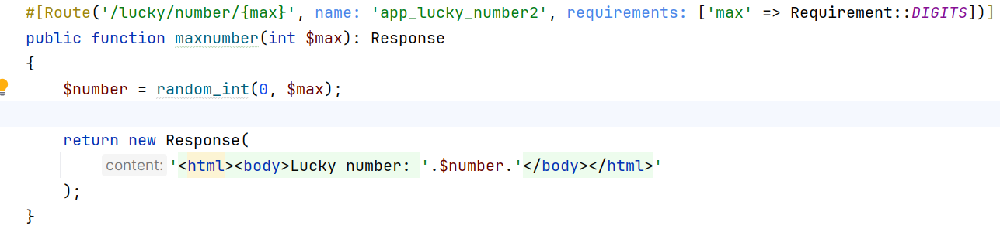 #[Route('/lucky/number/{max}', name: 'app_lucky_number2', requirements: ['max' => Requirement::DIGITS])]
public function maxnumber(int $max): Response
{
    $number = random_int(0, $max);

    return new Response(
        content: '<html><body>Lucky number: '.$number.'</body></html>'
    );
}